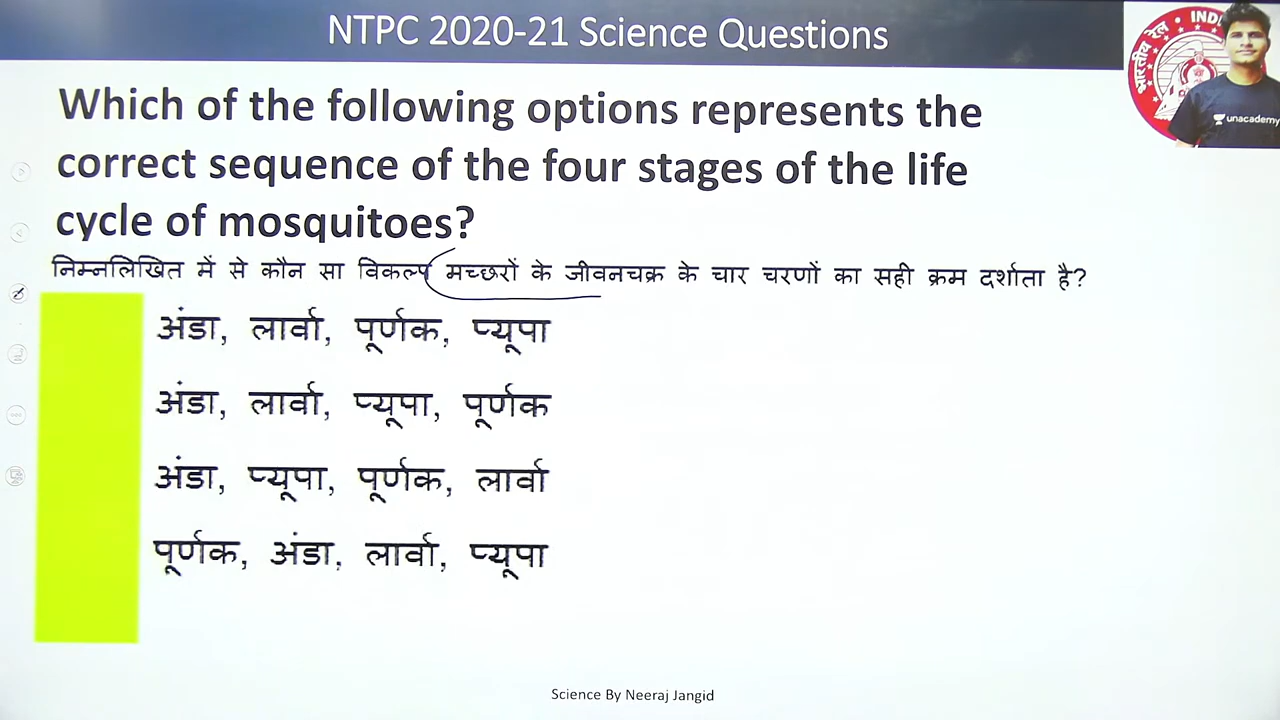 NTPC 2020-21 Science Questions
Which of the following options represents the
correct sequence of the four stages of the life
cycle of mosquitoes?
निम्नलिखित में से कौन सा विकल्प मच्छरों के जीवनचक्र के चार चरणों का सही क्रम दर्शाता है?
अंडा, लार्वा, पूर्णक, प्यूपा
अंडा, लार्वा, प्यूपा, पूर्णक
अंडा, प्यूपा, पूर्णक, लार्वा
पूर्णक, अंडा, लार्वा, प्यूपा
Science By Neeraj Jangid
भारतीय रेल
unacademy